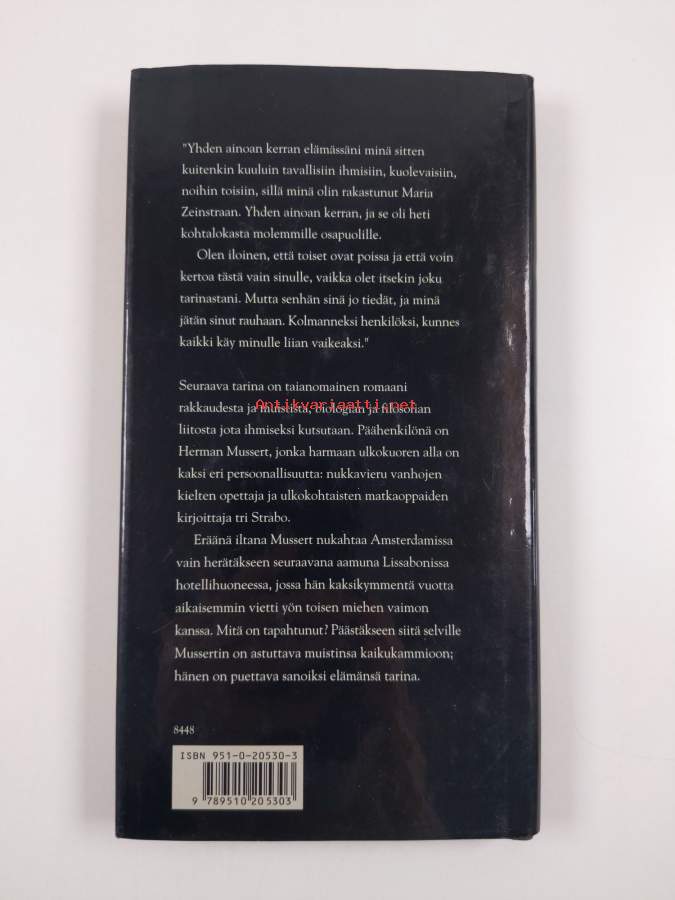 "Yhden ainoan kerran elämässäni minä sitten
kuitenkin kuuluin tavallisiin ihmisiin, kuolevaisiin,
noihin toisiin, sillä minä olin rakastunut Maria
Zeinstraan. Yhden ainoan kerran, ja se oli heti
kohtalokasta molemmille osapuolille.
Olen iloinen, että toiset ovat poissa ja että voin
kertoa tästä vain sinulle, vaikka olet itsekin joku
tarinastani. Mutta senhän sinä jo tiedät, ja minä
jätän sinut rauhaan. Kolmanneksi henkilöksi, kunnes
kaikki käy minulle liian vaikeaksi."
Seuraava tarina on taianomainen romaani
Antikvariaatti.net
rakkaudesta ja muistista, biologian ja filosofian
liitosta jota ihmiseksi kutsutaan. Päähenkilönä on
Herman Mussert, jonka harmaan ulkokuoren alla on
kaksi eri persoonallisuutta: nukkavieru vanhojen
kielten opettaja ja ulkokohtaisten matkaoppaiden
kirjoittaja tri Strabo.
Eräänä iltana Mussert nukahtaa Amsterdamissa
vain herätäkseen seuraavana aamuna Lissabonissa
hotellihuoneessa, jossa hän kaksikymmentä vuotta
aikaisemmin vietti yön toisen miehen vaimon
kanssa. Mitä on tapahtunut? Päästäkseen siitä selville
Mussertin on astuttava muistinsa kaikukammioon;
hänen on puettava sanoiksi elämänsä tarina.
8448
ISBN 951-0-20530-3
9 789510 205303